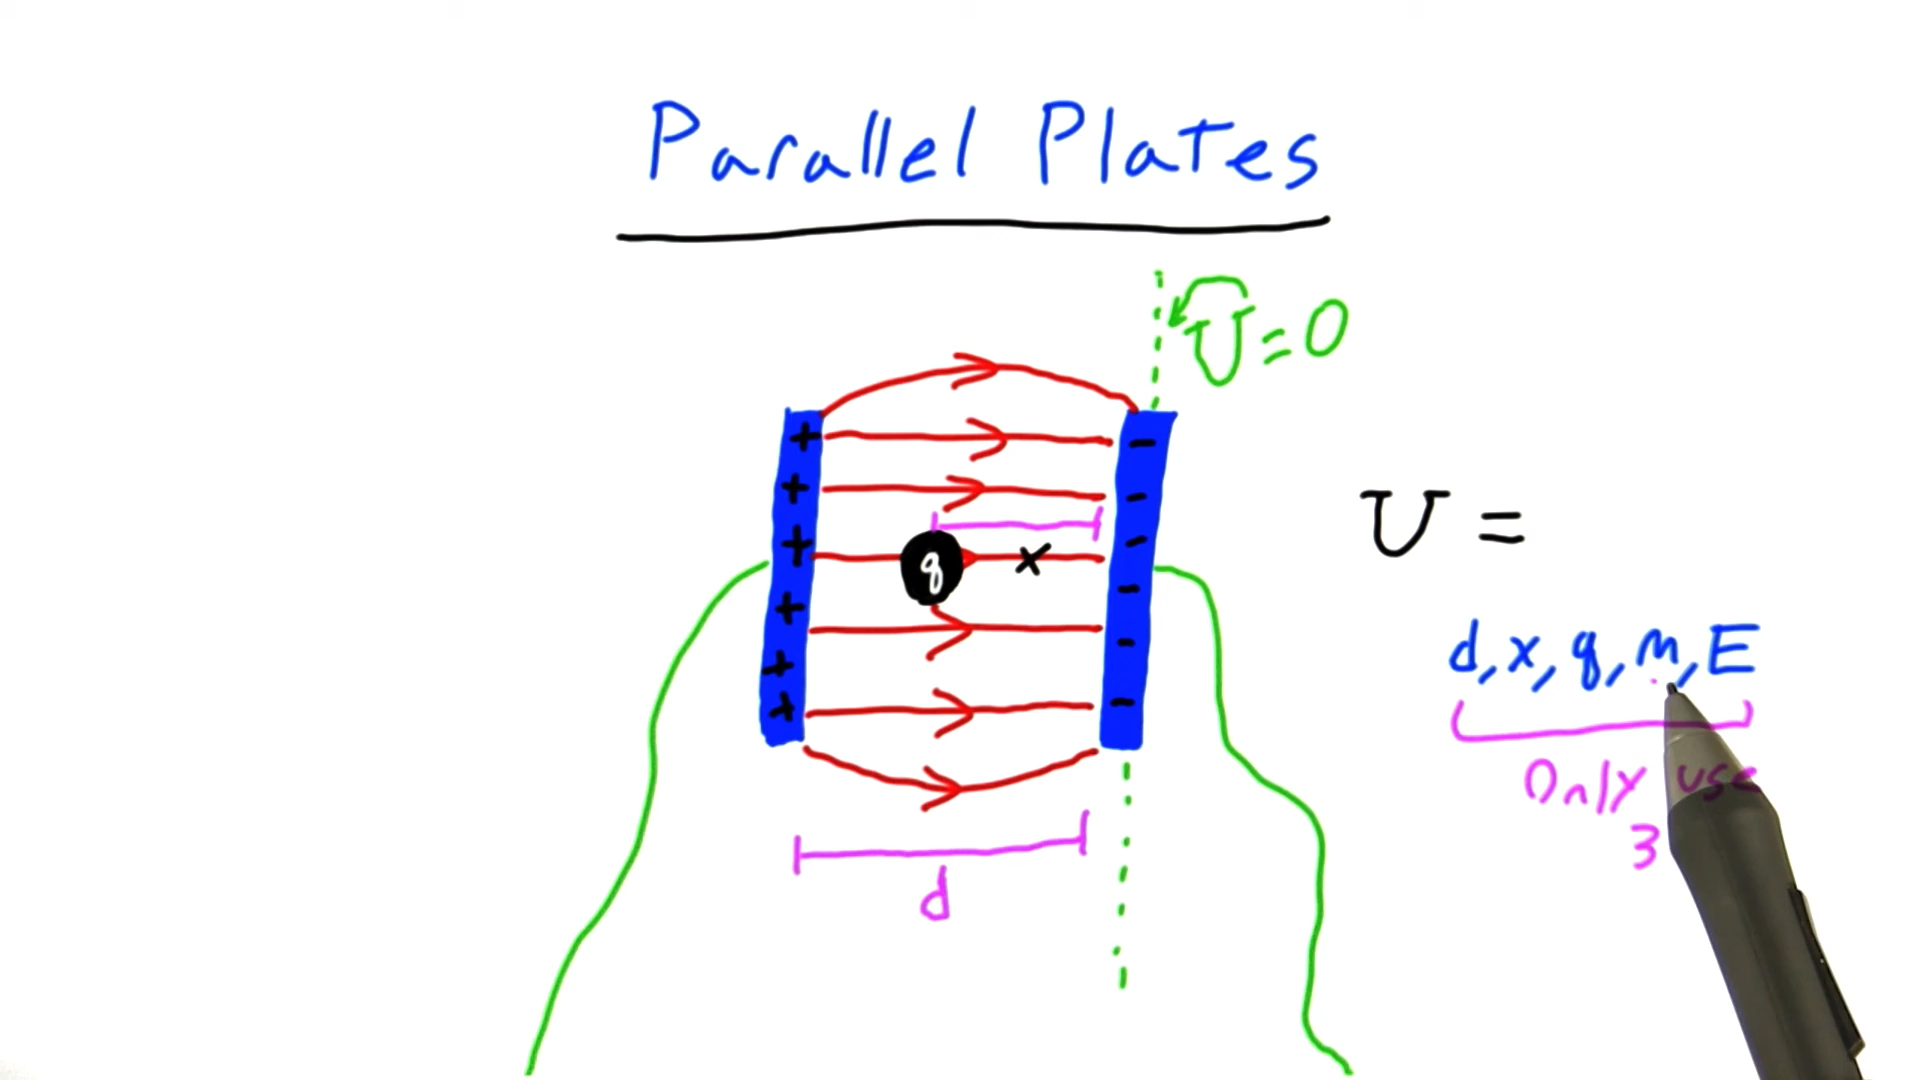 Parallel Plates
U=0
+ −
+ −
x
+ q −
+ −
+ −
+ −
d
U =
d, x, q, m, E
Only use
3